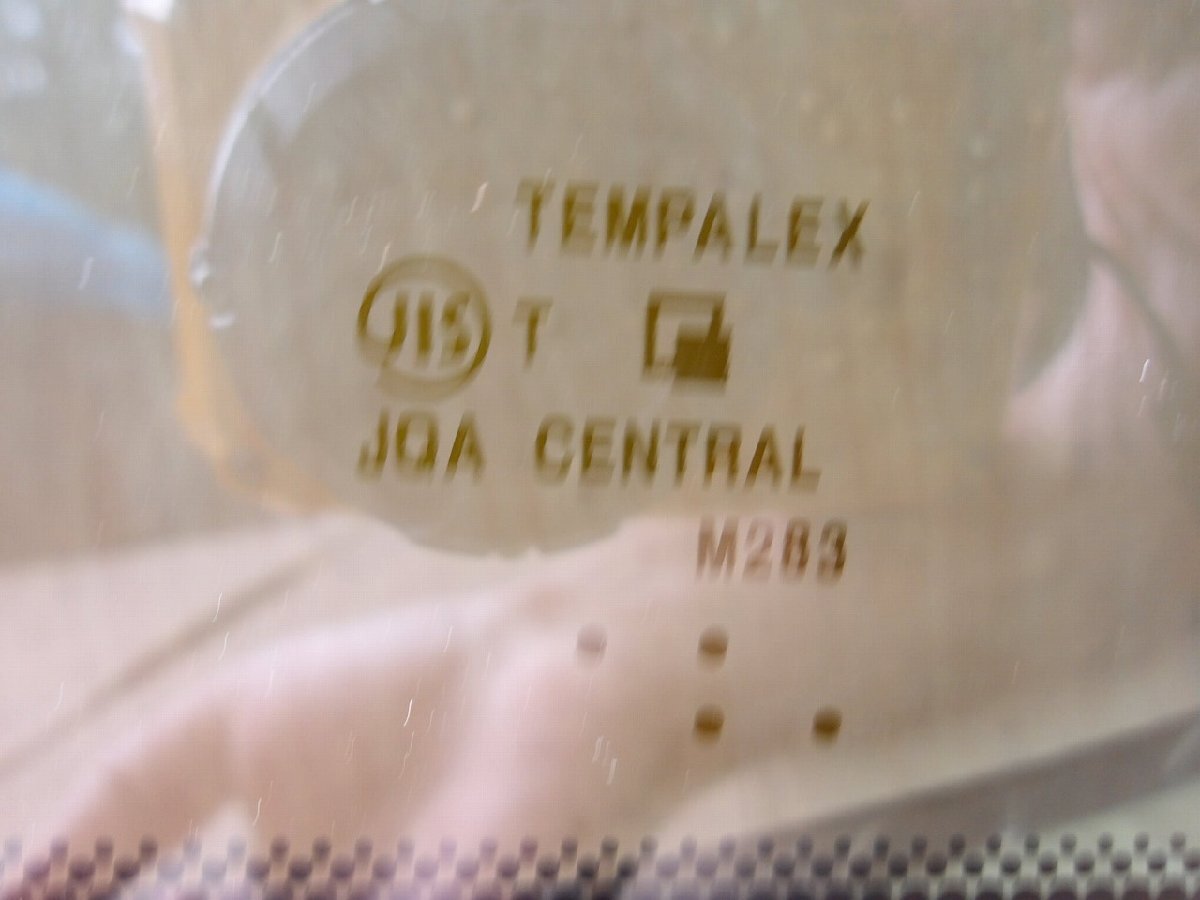 TEMPALEX
JIS T
JQA CENTRAL
M283